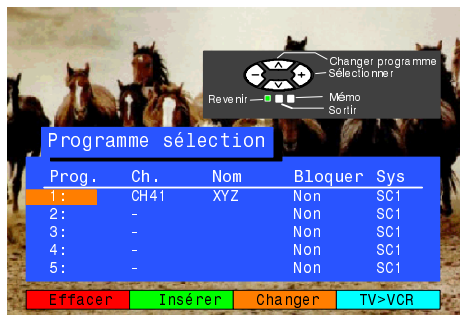 Changer programme
Sélectionner
Revenir
Mémo
Sortir
Programme sélection
Prog. Ch. Nom Bloquer Sys
1: CH41 XYZ Non SC1
2: - Non SC1
3: - Non SC1
4: - Non SC1
5: - Non SC1
Effacer Insérer Changer TV>VCR